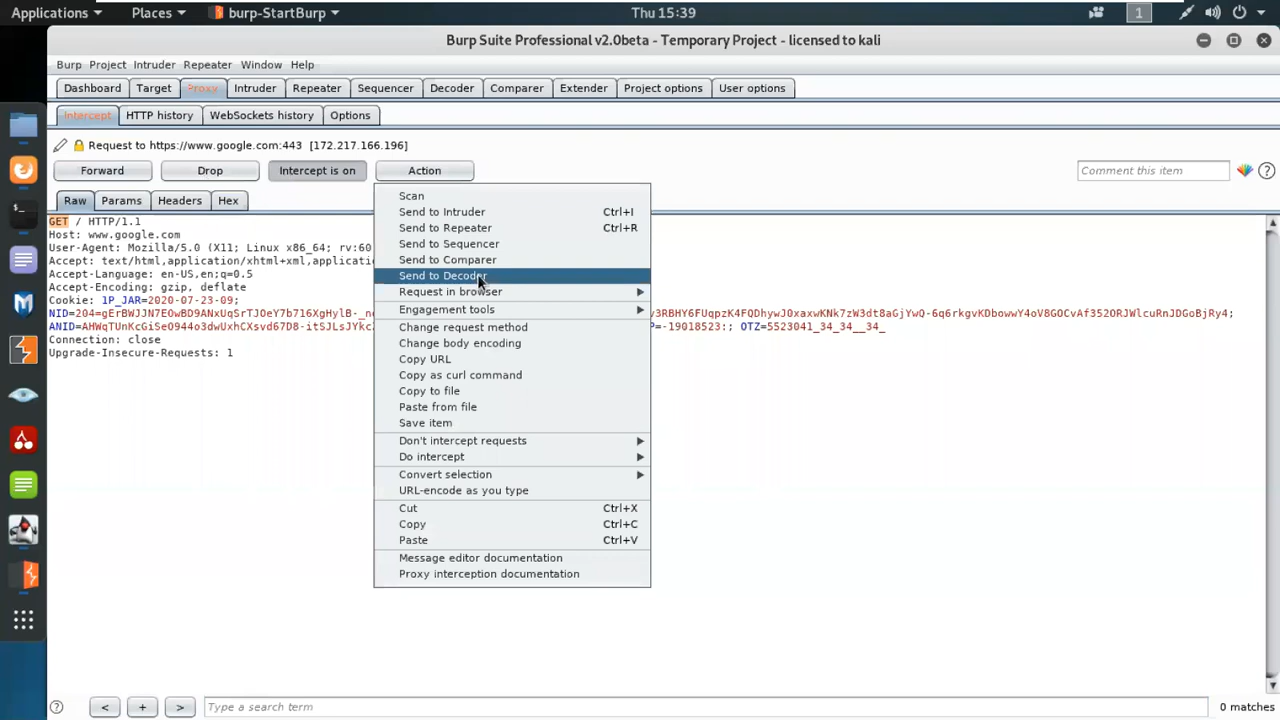 Applications Places burp-StartBurp Thu 15:39 1
Burp Suite Professional v2.0beta - Temporary Project - licensed to kali
Burp Project Intruder Repeater Window Help
Dashboard Target Proxy Intruder Repeater Sequencer Decoder Comparer Extender Project options User options
Intercept HTTP history WebSockets history Options
Request to https://www.google.com:443 [172.217.166.196]
Forward Drop Intercept is on Action Comment this item ?
Raw Params Headers Hex
GET / HTTP/1.1
Host: www.google.com
User-Agent: Mozilla/5.0 (X11; Linux x86_64; rv:60
Accept: text/html,application/xhtml+xml,applicatio
Accept-Language: en-US,en;q=0.5
Accept-Encoding: gzip, deflate
Cookie: 1P_JAR=2020-07-23-09;
P=-19018523:; OTZ=5523041_34_34__34_
Connection: close
Upgrade-Insecure-Requests: 1
Scan
Send to Intruder Ctrl+I
Send to Repeater Ctrl+R
Send to Sequencer
Send to Comparer
Send to Decoder
Request in browser
Engagement tools
Change request method
Change body encoding
Copy URL
Copy as curl command
Copy to file
Paste from file
Save item
Don't intercept requests
Do intercept
Convert selection
URL-encode as you type
Cut Ctrl+X
Copy Ctrl+C
Paste Ctrl+V
Message editor documentation
Proxy interception documentation
? < + > Type a search term 0 matches